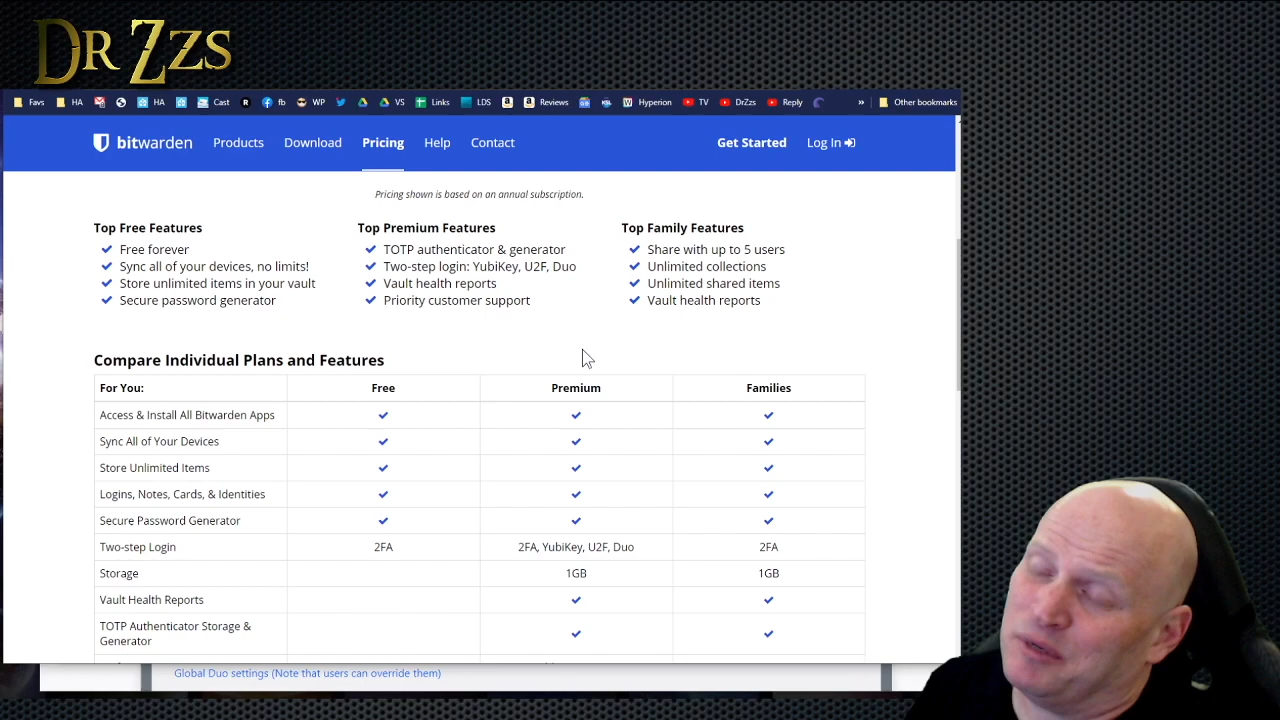 DR ZZS
Favs HA HA Cast fb WP VS Links LDS Reviews Hyperion TV DrZzs Reply » Other bookmarks
bitwarden Products Download Pricing Help Contact Get Started Log In
Pricing shown is based on an annual subscription.
Top Free Features
Free forever
Sync all of your devices, no limits!
Store unlimited items in your vault
Secure password generator
Top Premium Features
TOTP authenticator & generator
Two-step login: YubiKey, U2F, Duo
Vault health reports
Priority customer support
Top Family Features
Share with up to 5 users
Unlimited collections
Unlimited shared items
Vault health reports
Compare Individual Plans and Features
For You: Free Premium Families
Access & Install All Bitwarden Apps
Sync All of Your Devices
Store Unlimited Items
Logins, Notes, Cards, & Identities
Secure Password Generator
Two-step Login 2FA 2FA, YubiKey, U2F, Duo 2FA
Storage 1GB 1GB
Vault Health Reports
TOTP Authenticator Storage &
Generator
Global Duo settings (Note that users can override them)